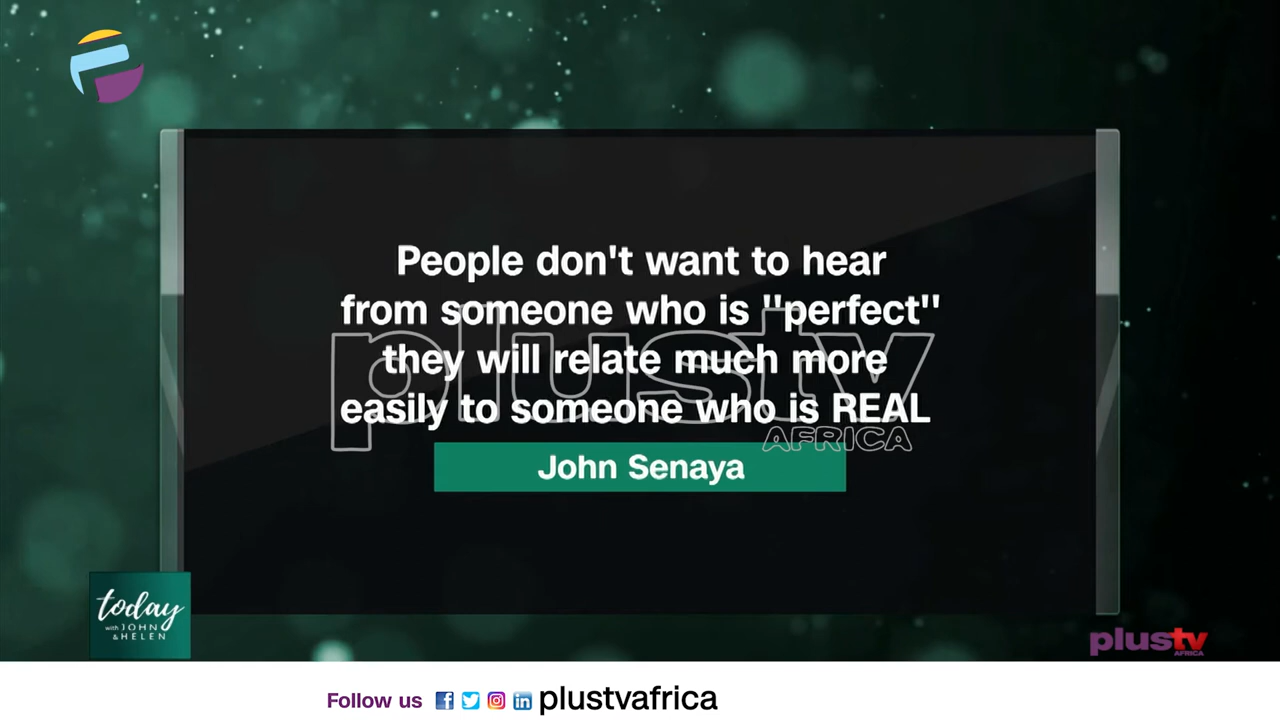 People don't want to hear
from someone who is "perfect"
they will relate much more
easily to someone who is REAL
plustv
AFRICA
John Senaya
today
with JOHN
& HELEN
plustv
AFRICA
Follow us plustvafrica